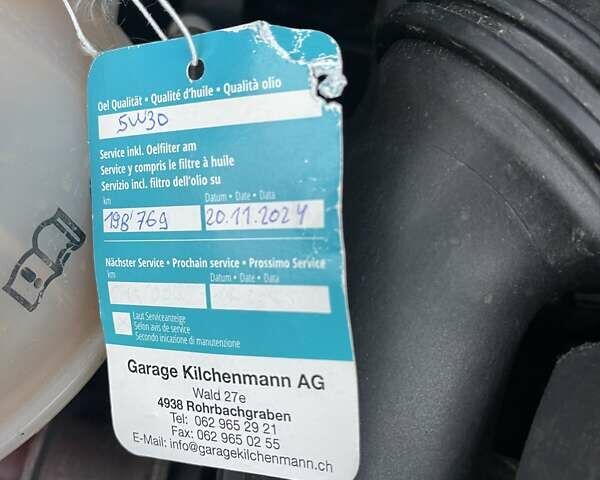 Oel Qualität • Qualité d'huile • Qualità olio
5W30
Service inkl. Oelfilter am
Service y compris le filtre à huile
Servizio incl. filtro dell'olio su
km Datum • Date • Data
198'769 20.11.2024
Nächster Service • Prochain service • Prossimo Service
km Datum • Date • Data
Laut Serviceanzeige
Selon avis de service
Secondo inicazione di manutenzione
Garage Kilchenmann AG
Wald 27e
4938 Rohrbachgraben
Tel: 062 965 29 21
Fax: 062 965 02 55
E-Mail: info@garagekilchenmann.ch